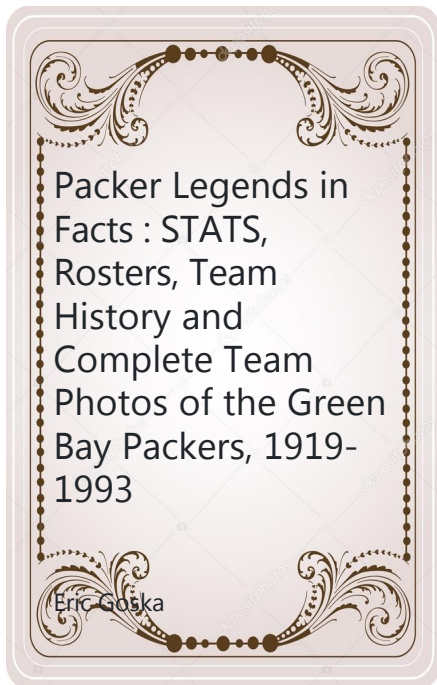 Packer Legends in
Facts : STATS,
Rosters, Team
History and
Complete Team
Photos of the Green
Bay Packers, 1919-
1993
Eric Goska
depositphotos